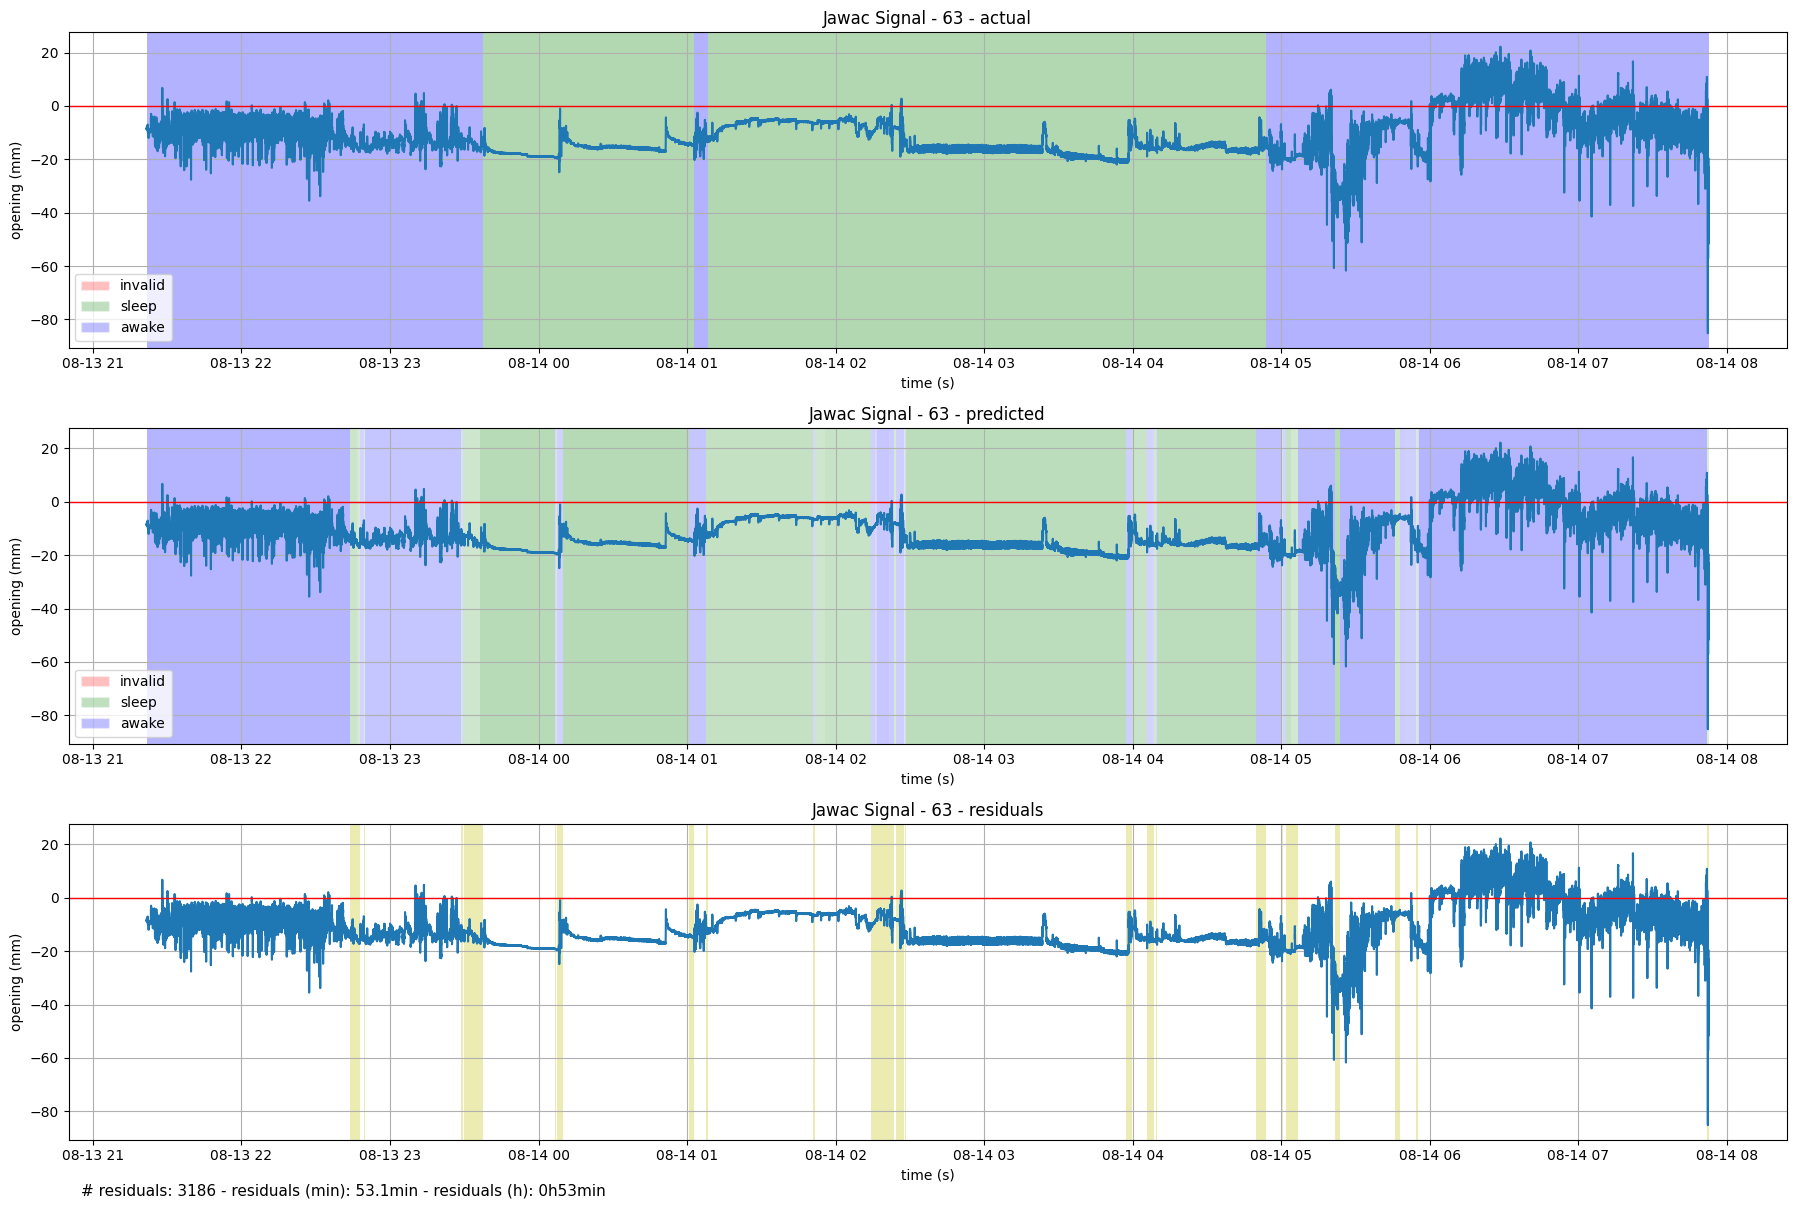 Jawac Signal - 63 - actual
opening (mm)
20
0
−20
−40
−60
−80
invalid
sleep
awake
08-13 21 08-13 22 08-13 23 08-14 00 08-14 01 08-14 02 08-14 03 08-14 04 08-14 05 08-14 06 08-14 07 08-14 08
time (s)
Jawac Signal - 63 - predicted
opening (mm)
20
0
−20
−40
−60
−80
invalid
sleep
awake
08-13 21 08-13 22 08-13 23 08-14 00 08-14 01 08-14 02 08-14 03 08-14 04 08-14 05 08-14 06 08-14 07 08-14 08
time (s)
Jawac Signal - 63 - residuals
opening (mm)
20
0
−20
−40
−60
−80
08-13 21 08-13 22 08-13 23 08-14 00 08-14 01 08-14 02 08-14 03 08-14 04 08-14 05 08-14 06 08-14 07 08-14 08
time (s)
# residuals: 3186 - residuals (min): 53.1min - residuals (h): 0h53min